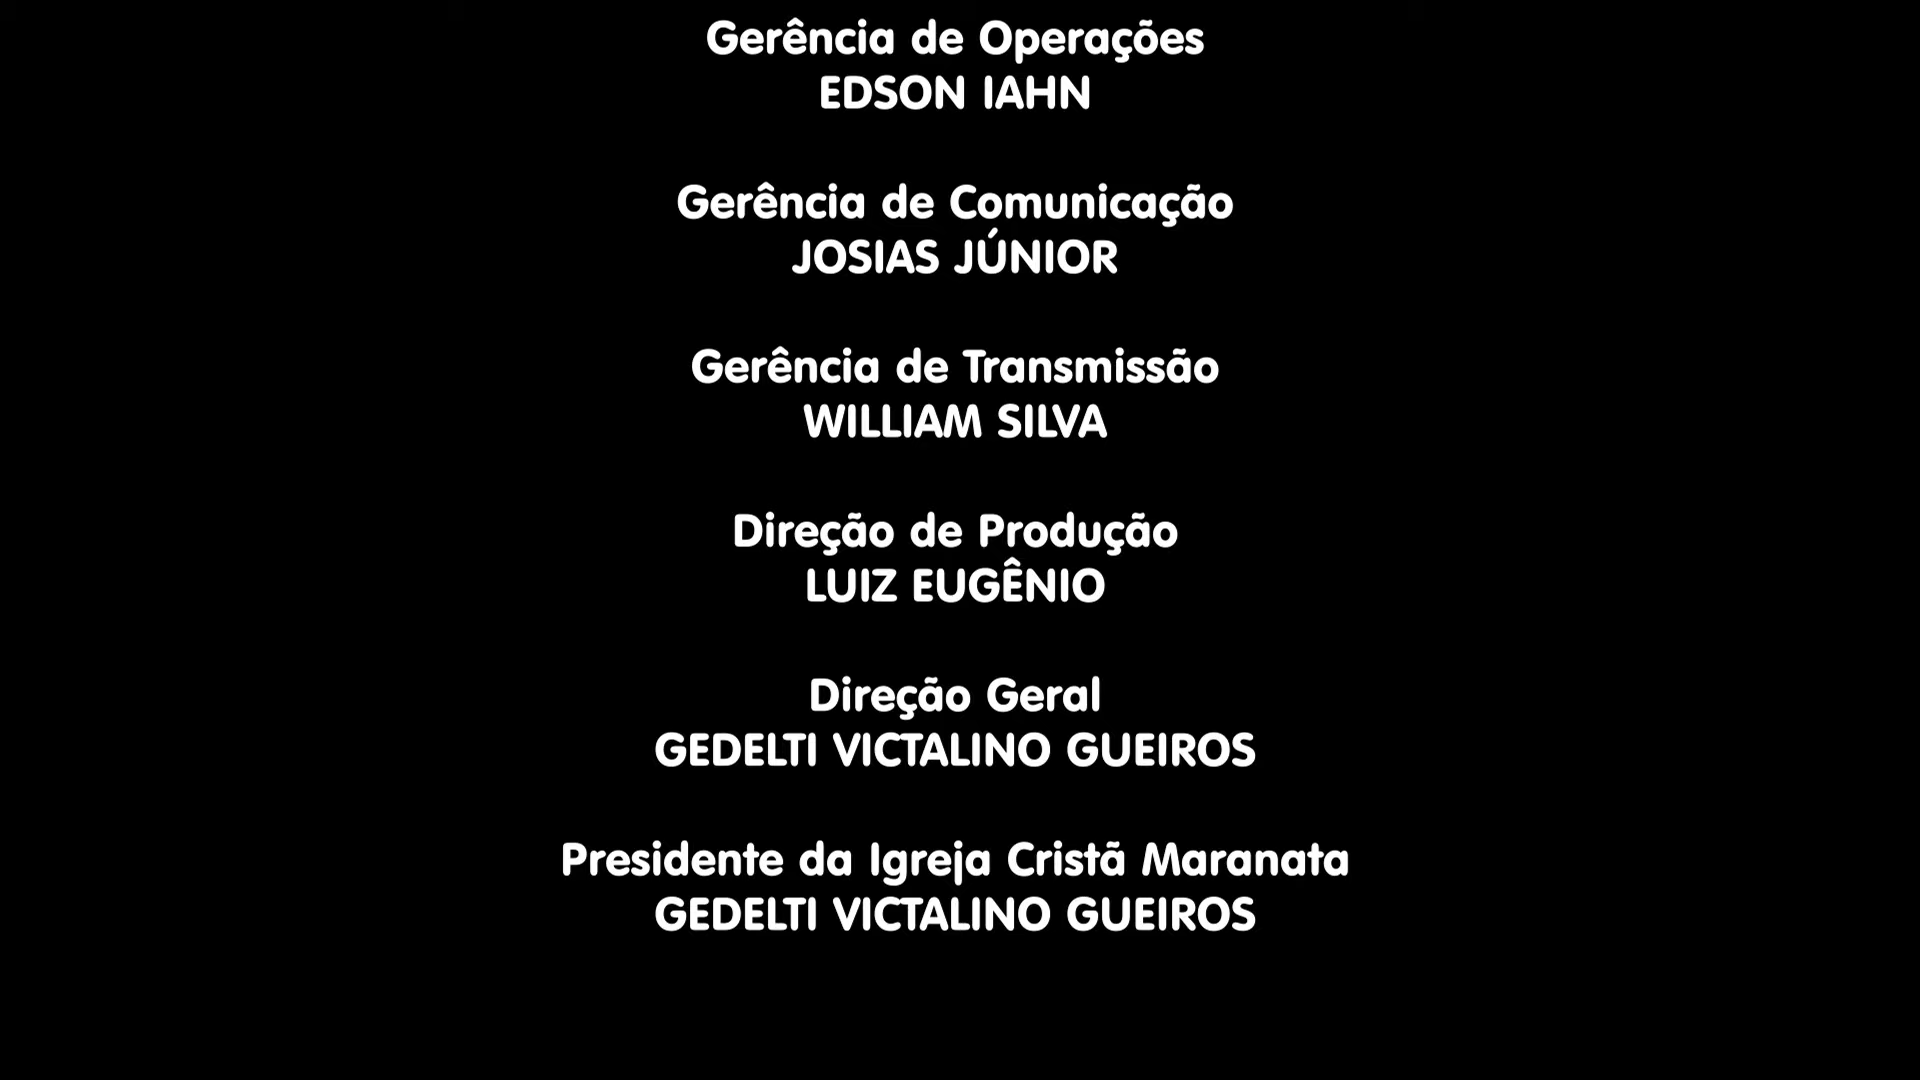 Gerência de Operações
EDSON IAHN
Gerência de Comunicação
JOSIAS JÚNIOR
Gerência de Transmissão
WILLIAM SILVA
Direção de Produção
LUIZ EUGÊNIO
Direção Geral
GEDELTI VICTALINO GUEIROS
Presidente da Igreja Cristã Maranata
GEDELTI VICTALINO GUEIROS